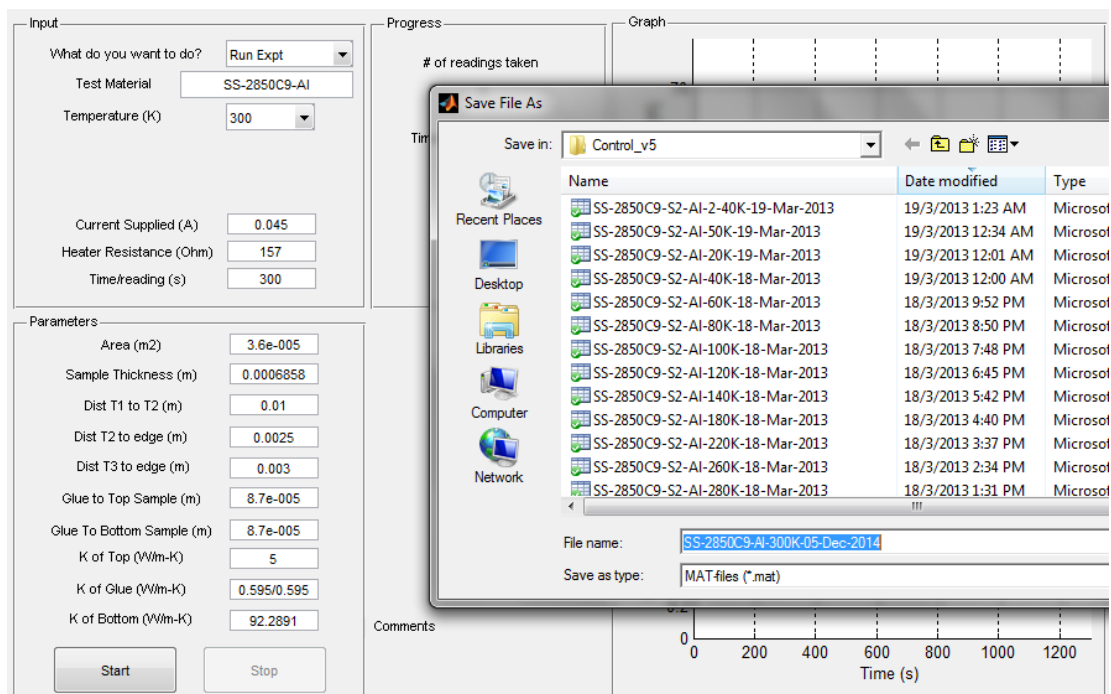 Input
What do you want to do? Run Expt
Test Material SS-2850C9-Al
Temperature (K) 300
Current Supplied (A) 0.045
Heater Resistance (Ohm) 157
Time/reading (s) 300
Parameters
Area (m2) 3.6e-005
Sample Thickness (m) 0.0006858
Dist T1 to T2 (m) 0.01
Dist T2 to edge (m) 0.0025
Dist T3 to edge (m) 0.003
Glue to Top Sample (m) 8.7e-005
Glue To Bottom Sample (m) 8.7e-005
K of Top (W/m-K) 5
K of Glue (W/m-K) 0.595/0.595
K of Bottom (W/m-K) 92.2891
Start Stop
Progress
# of readings taken
Comments
Graph
Save File As
Save in: Control_v5
Recent Places
Desktop
Libraries
Computer
Network
Name Date modified Type
SS-2850C9-S2-Al-2-40K-19-Mar-2013 19/3/2013 1:23 AM Microsof
SS-2850C9-S2-Al-50K-19-Mar-2013 19/3/2013 12:34 AM Microsof
SS-2850C9-S2-Al-20K-19-Mar-2013 19/3/2013 12:01 AM Microsof
SS-2850C9-S2-Al-40K-18-Mar-2013 19/3/2013 12:00 AM Microsof
SS-2850C9-S2-Al-60K-18-Mar-2013 18/3/2013 9:52 PM Microsof
SS-2850C9-S2-Al-80K-18-Mar-2013 18/3/2013 8:50 PM Microsof
SS-2850C9-S2-Al-100K-18-Mar-2013 18/3/2013 7:48 PM Microsof
SS-2850C9-S2-Al-120K-18-Mar-2013 18/3/2013 6:45 PM Microsof
SS-2850C9-S2-Al-140K-18-Mar-2013 18/3/2013 5:42 PM Microsof
SS-2850C9-S2-Al-180K-18-Mar-2013 18/3/2013 4:40 PM Microsof
SS-2850C9-S2-Al-220K-18-Mar-2013 18/3/2013 3:37 PM Microsof
SS-2850C9-S2-Al-260K-18-Mar-2013 18/3/2013 2:34 PM Microsof
SS-2850C9-S2-Al-280K-18-Mar-2013 18/3/2013 1:31 PM Microsof
File name: SS-2850C9-Al-300K-05-Dec-2014
Save as type: MAT-files (*.mat)
0
0 200 400 600 800 1000 1200
Time (s)